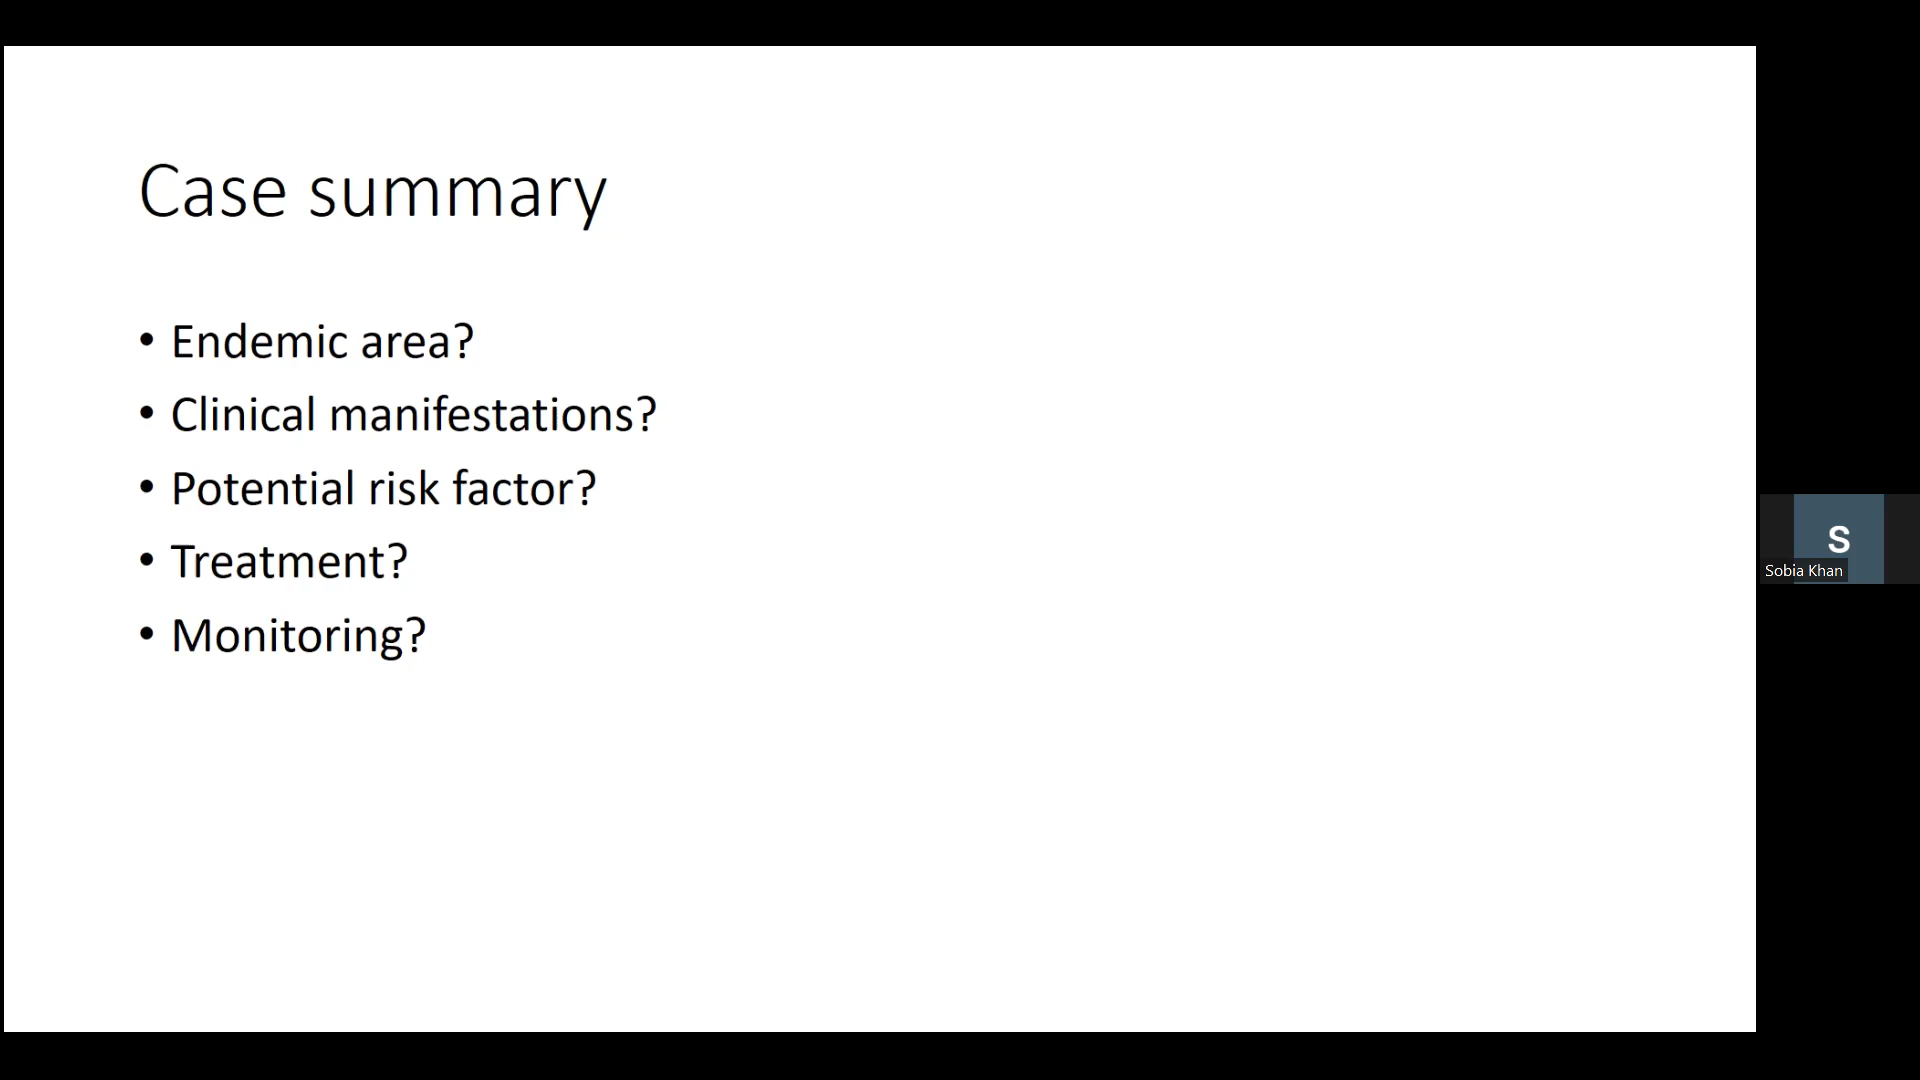 Case summary
• Endemic area?
• Clinical manifestations?
• Potential risk factor?
• Treatment?
• Monitoring?
S
Sobia Khan